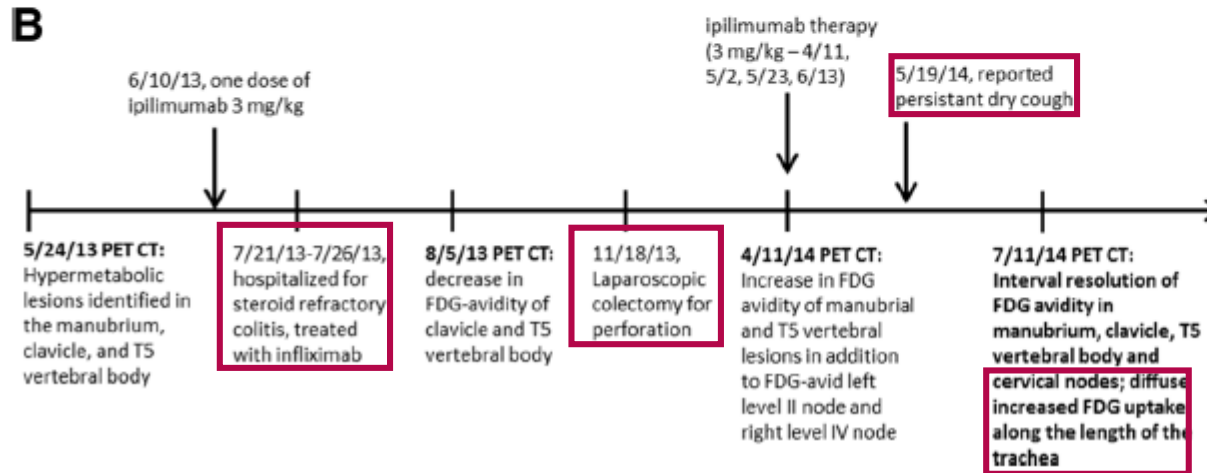 B
6/10/13, one dose of
ipilimumab 3 mg/kg
ipilimumab therapy
(3 mg/kg – 4/11,
5/2, 5/23, 6/13)
5/19/14, reported
persistant dry cough
5/24/13 PET CT:
Hypermetabolic
lesions identified in
the manubrium,
clavicle, and T5
vertebral body
7/21/13-7/26/13,
hospitalized for
steroid refractory
colitis, treated
with infliximab
8/5/13 PET CT:
decrease in
FDG-avidity of
clavicle and T5
vertebral body
11/18/13,
Laparoscopic
colectomy for
perforation
4/11/14 PET CT:
Increase in FDG
avidity of manubrial
and T5 vertebral
lesions in addition
to FDG-avid left
level II node and
right level IV node
7/11/14 PET CT:
Interval resolution of
FDG avidity in
manubrium, clavicle, T5
vertebral body and
cervical nodes; diffuse
increased FDG uptake
along the length of the
trachea